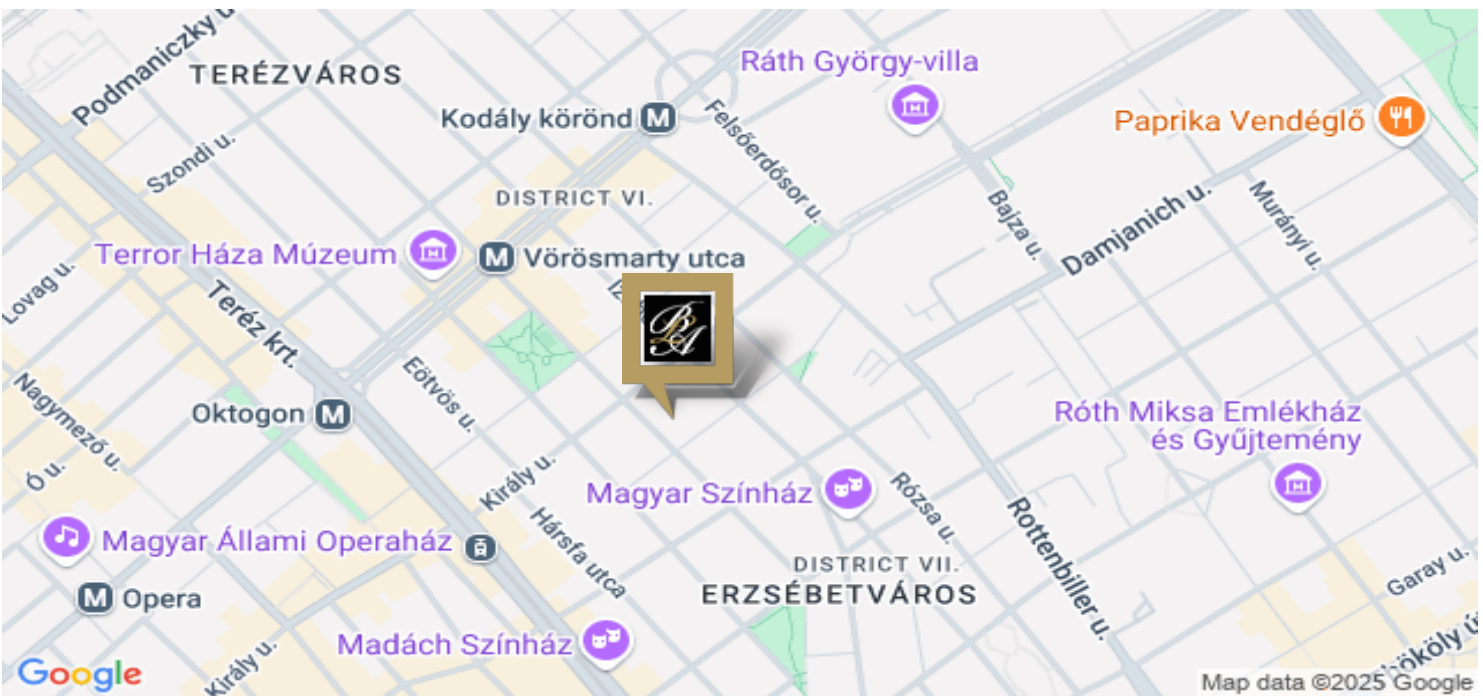 Podmaniczky u.
TERÉZVÁROS
Ráth György-villa
Kodály körönd M
Felsőerdősor u.
Paprika Vendéglő
Szondi u.
DISTRICT VI.
Bajza u.
Damjanich u.
Murányi u.
Terror Háza Múzeum
M Vörösmarty utca
Lovag u.
Teréz krt.
Eötvös u.
Nagymező u.
Oktogon M
Róth Miksa Emlékház
és Gyűjtemény
Ó u.
Király u.
Magyar Színház
Rózsa u.
Rottenbiller u.
Hársfa utca
Magyar Állami Operaház
DISTRICT VII.
ERZSÉBETVÁROS
Garay u.
M Opera
Madách Színház
Király u.
Google
Map data ©2025 Google